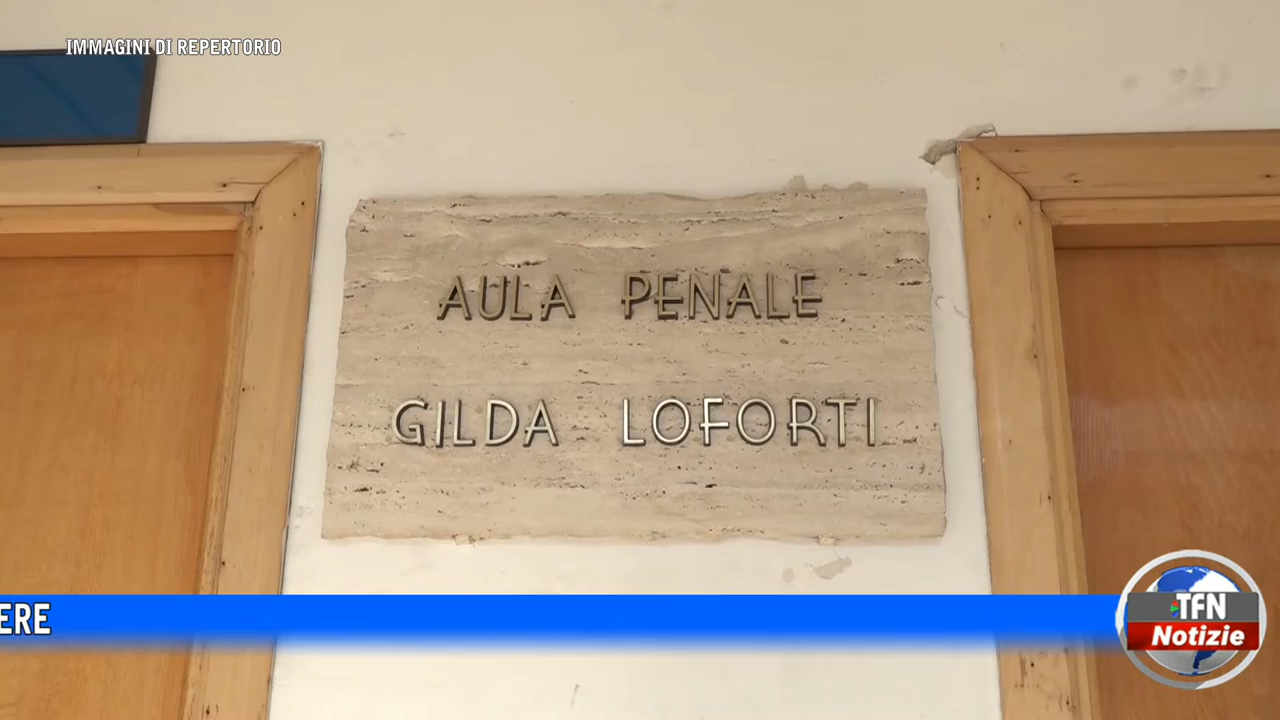 IMMAGINI DI REPERTORIO
AULA PENALE
GILDA LOFORTI
ERE
TFN
Notizie